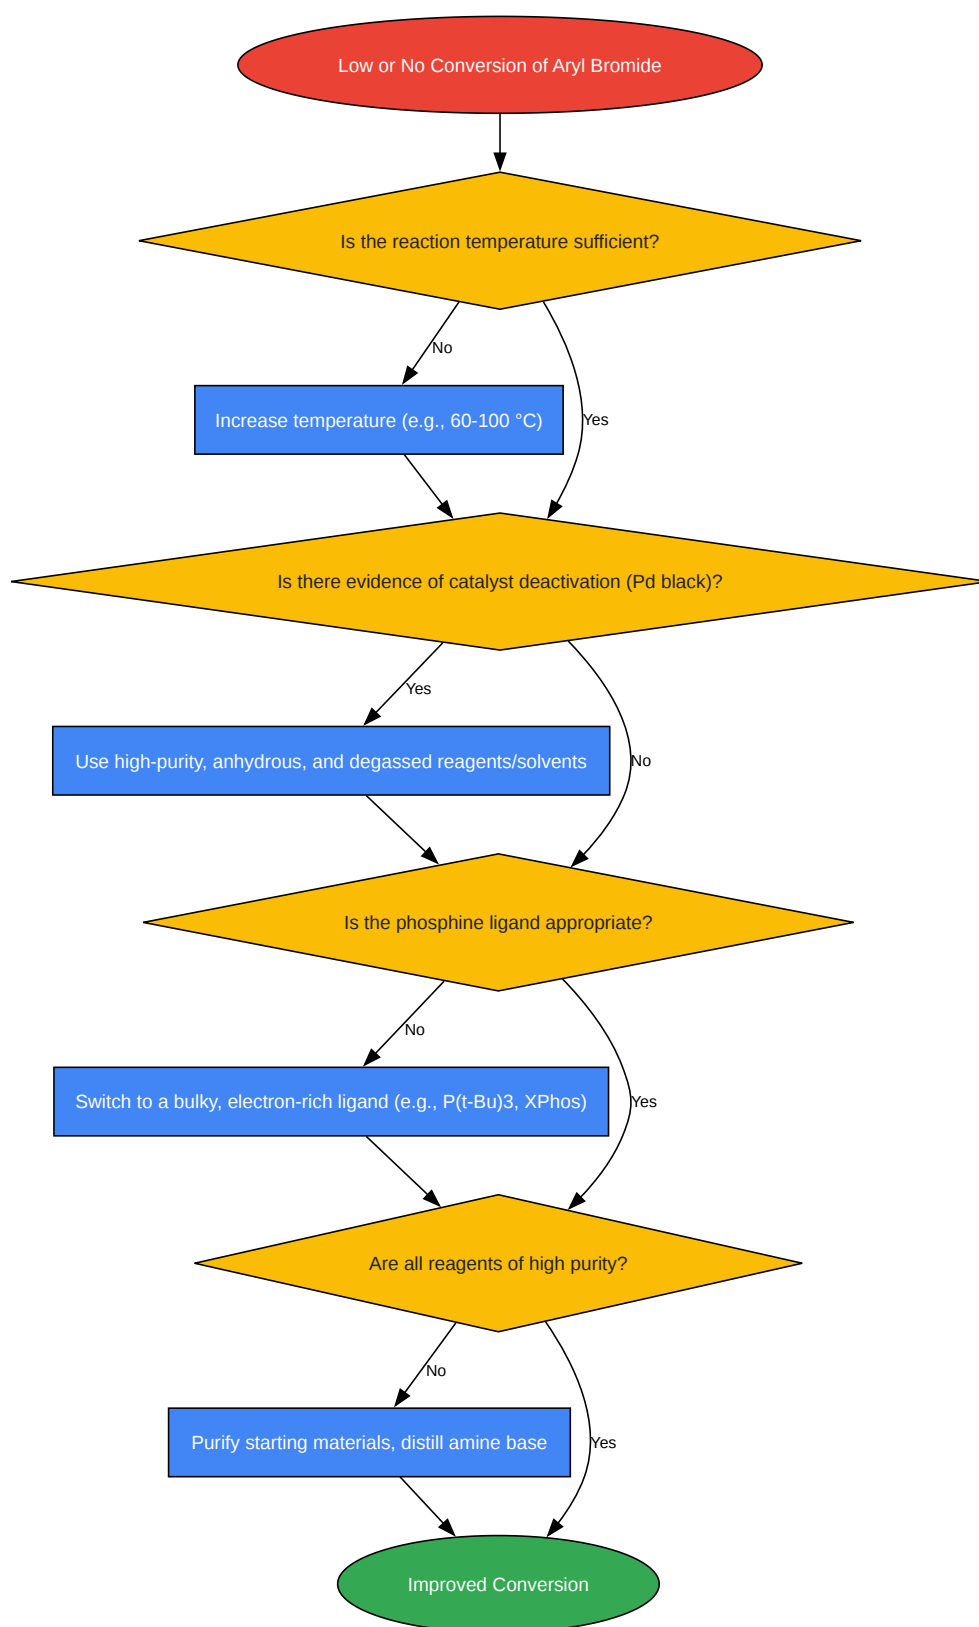 Low or No Conversion of Aryl Bromide
Is the reaction temperature sufficient?
No
Increase temperature (e.g., 60-100 °C)
Yes
Is there evidence of catalyst deactivation (Pd black)?
Yes
Use high-purity, anhydrous, and degassed reagents/solvents
No
Is the phosphine ligand appropriate?
No
Switch to a bulky, electron-rich ligand (e.g., P(t-Bu)3, XPhos)
Yes
Are all reagents of high purity?
No
Purify starting materials, distill amine base
Yes
Improved Conversion